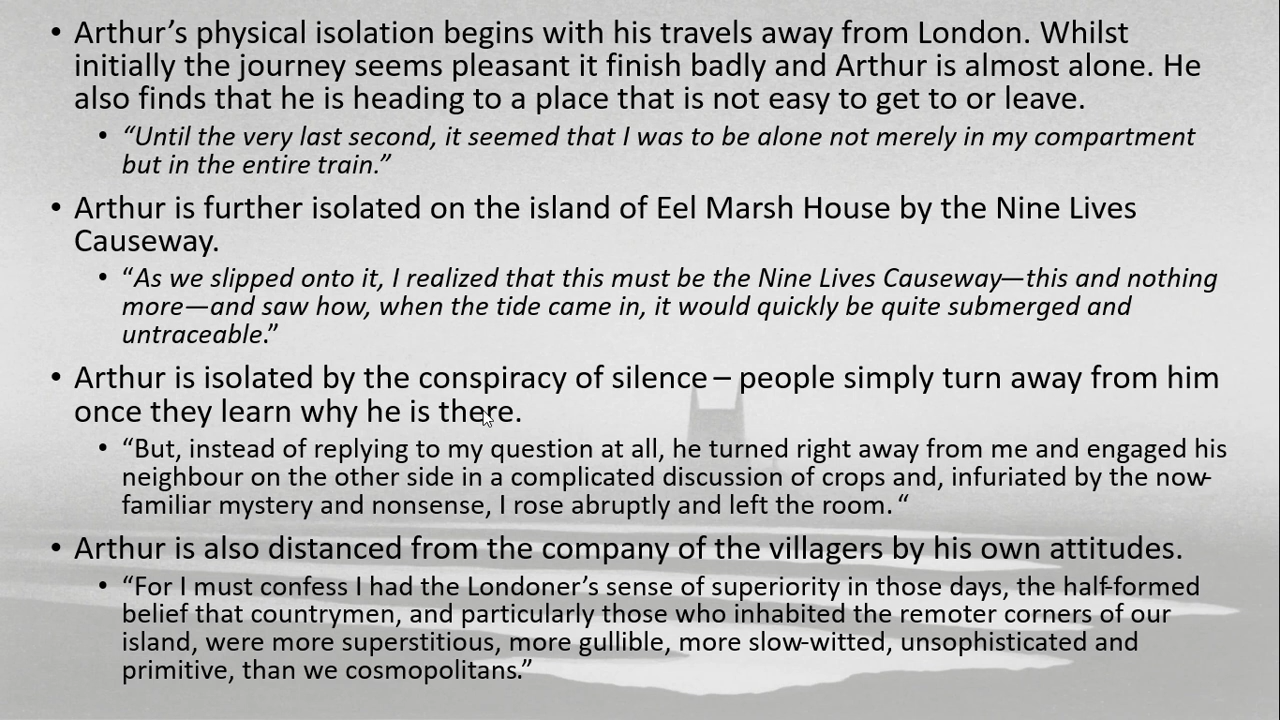 • Arthur’s physical isolation begins with his travels away from London. Whilst
initially the journey seems pleasant it finish badly and Arthur is almost alone. He
also finds that he is heading to a place that is not easy to get to or leave.
• “Until the very last second, it seemed that I was to be alone not merely in my compartment
but in the entire train.”
• Arthur is further isolated on the island of Eel Marsh House by the Nine Lives
Causeway.
• “As we slipped onto it, I realized that this must be the Nine Lives Causeway—this and nothing
more—and saw how, when the tide came in, it would quickly be quite submerged and
untraceable.”
• Arthur is isolated by the conspiracy of silence – people simply turn away from him
once they learn why he is there.
• “But, instead of replying to my question at all, he turned right away from me and engaged his
neighbour on the other side in a complicated discussion of crops and, infuriated by the now-
familiar mystery and nonsense, I rose abruptly and left the room. “
• Arthur is also distanced from the company of the villagers by his own attitudes.
• “For I must confess I had the Londoner’s sense of superiority in those days, the half-formed
belief that countrymen, and particularly those who inhabited the remoter corners of our
island, were more superstitious, more gullible, more slow-witted, unsophisticated and
primitive, than we cosmopolitans.”